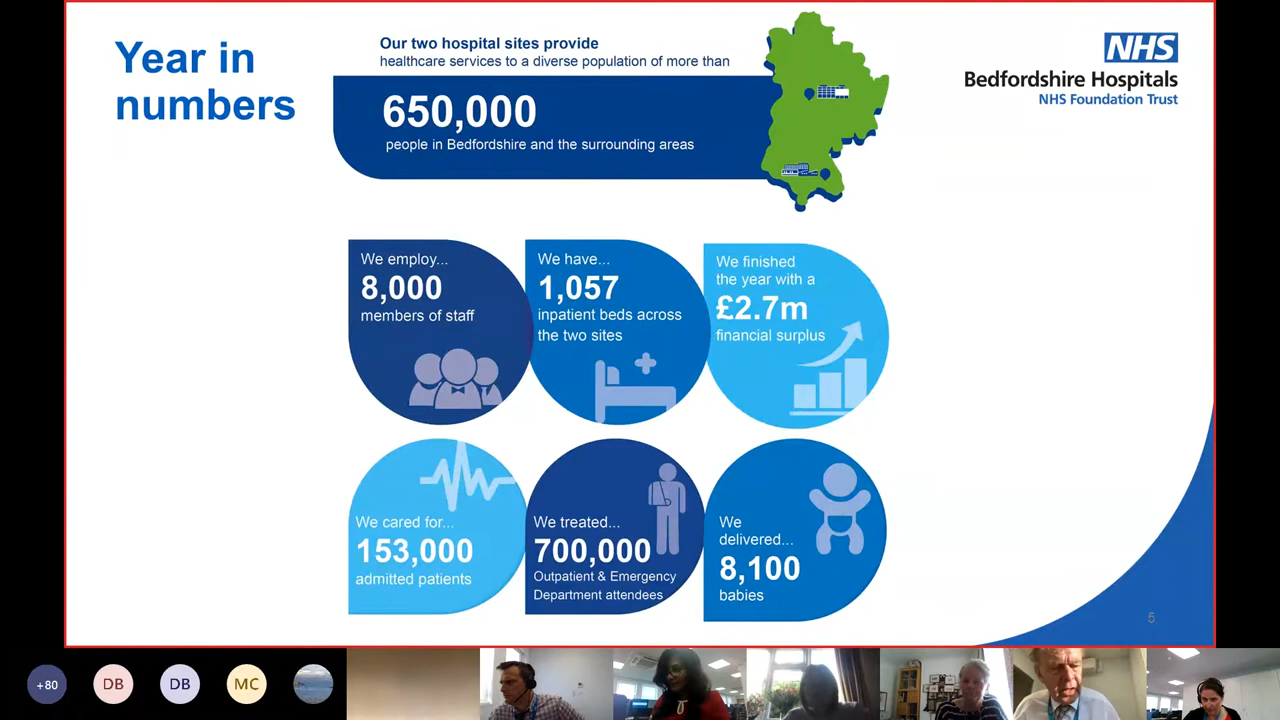 Year in
numbers
Our two hospital sites provide
healthcare services to a diverse population of more than
650,000
people in Bedfordshire and the surrounding areas
NHS
Bedfordshire Hospitals
NHS Foundation Trust
We employ...
8,000
members of staff
We have...
1,057
inpatient beds across
the two sites
We finished
the year with a
£2.7m
financial surplus
We cared for...
153,000
admitted patients
We treated...
700,000
Outpatient & Emergency
Department attendees
We
delivered...
8,100
babies
5
+80
DB
DB
MC